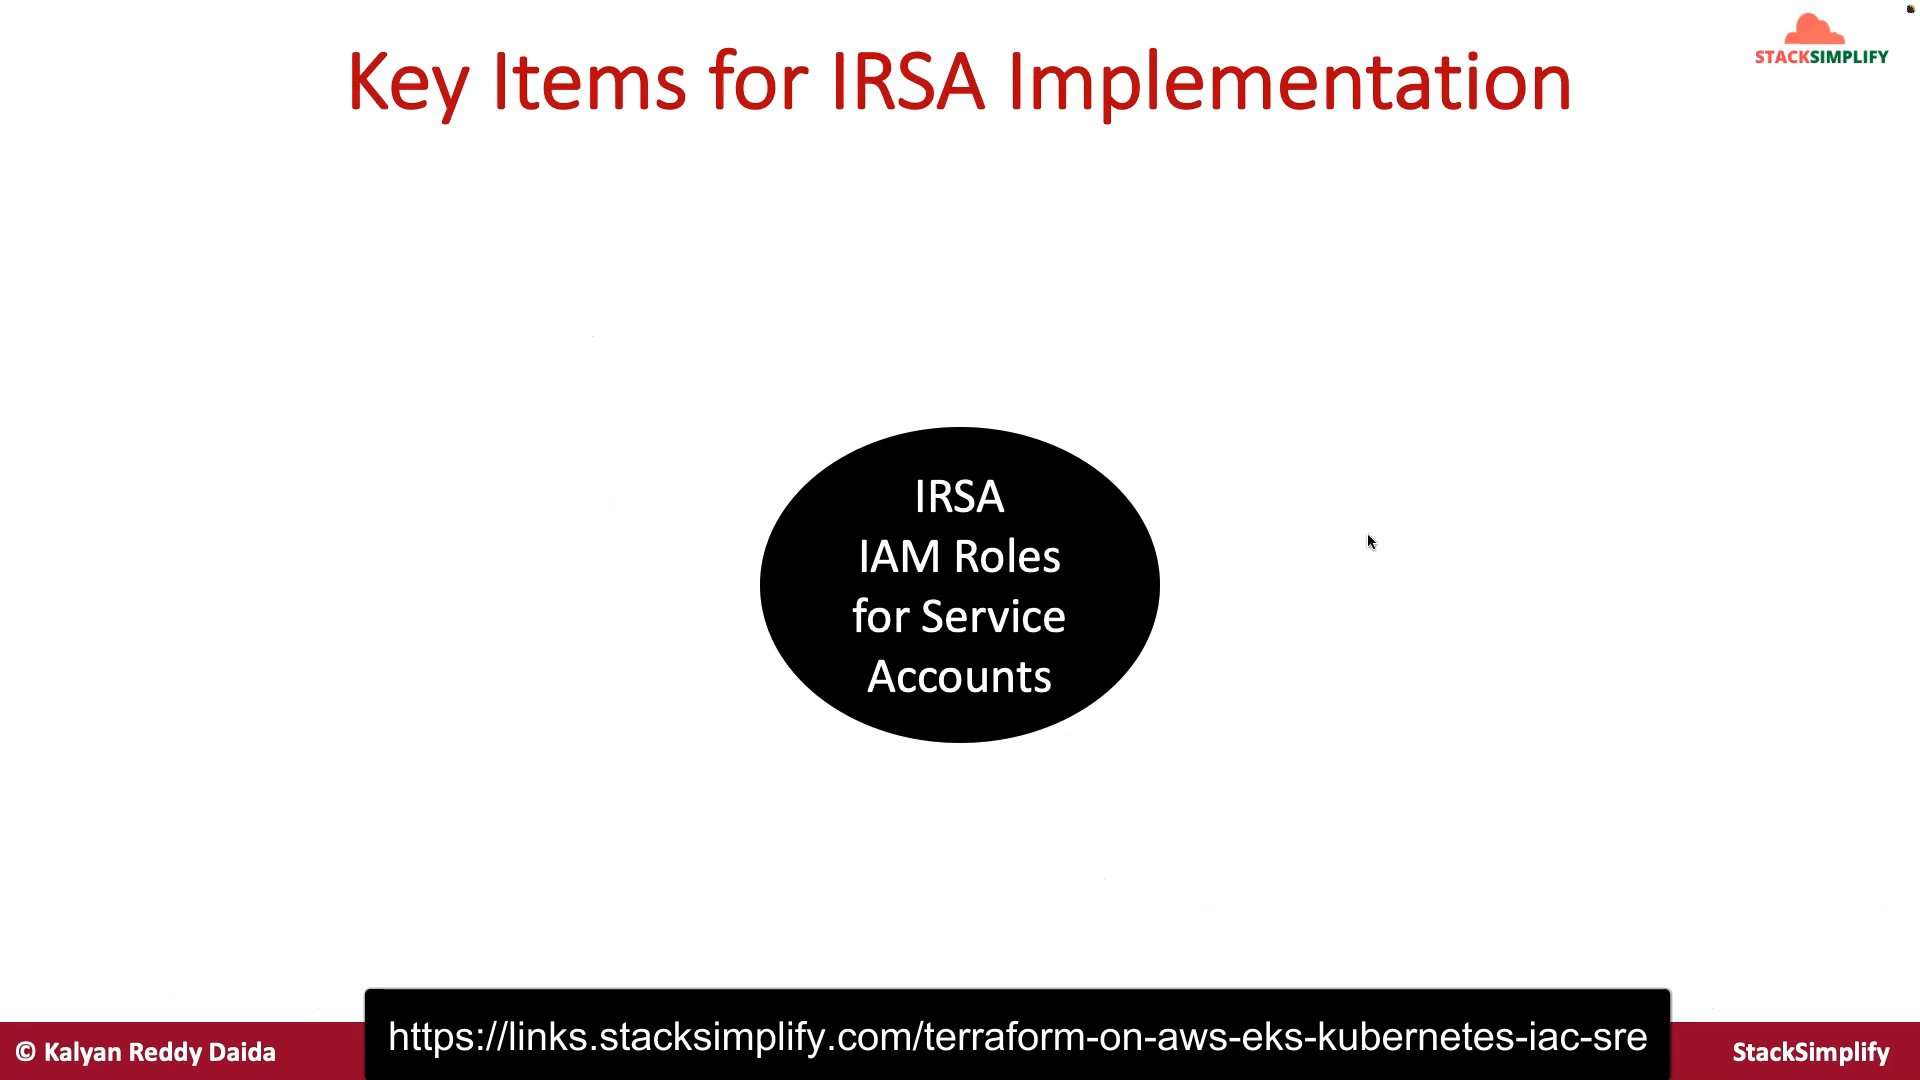 STACKSIMPLIFY
Key Items for IRSA Implementation
IRSA
IAM Roles
for Service
Accounts
https://links.stacksimplify.com/terraform-on-aws-eks-kubernetes-iac-sre
© Kalyan Reddy Daida
StackSimplify